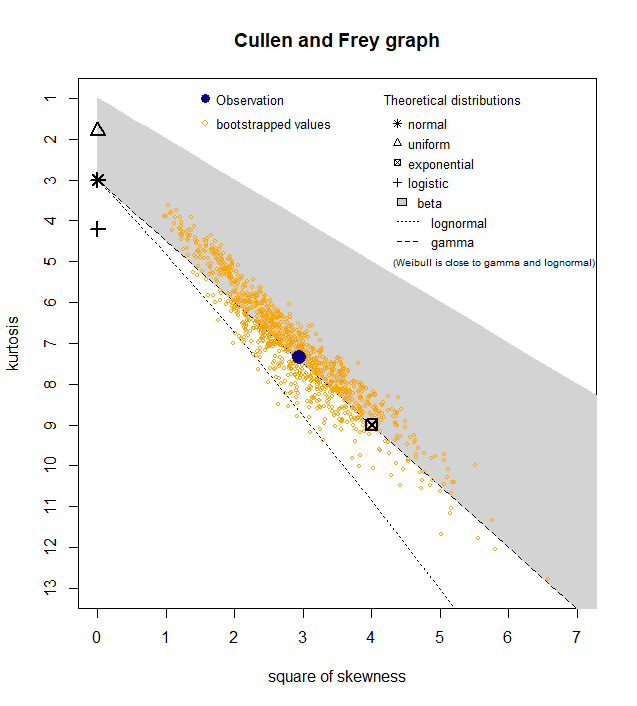 Cullen and Frey graph
Observation
bootstrapped values
Theoretical distributions
normal
uniform
exponential
logistic
beta
lognormal
gamma
(Weibull is close to gamma and lognormal)
kurtosis
1
2
3
4
5
6
7
8
9
10
11
12
13
0 1 2 3 4 5 6 7
square of skewness